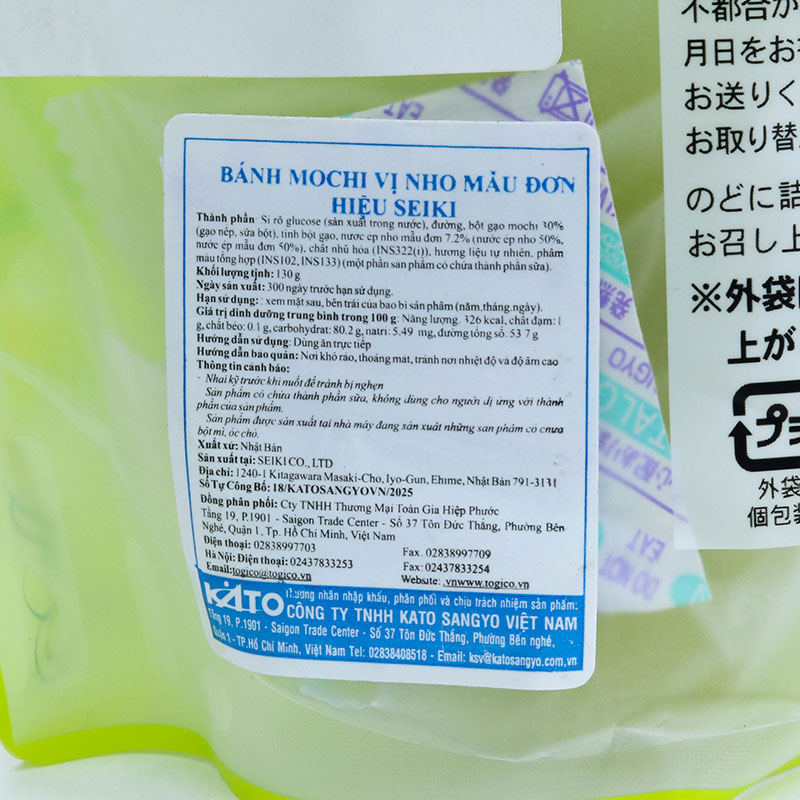 BÁNH MOCHI VỊ NHO MẪU ĐƠN
HIỆU SEIKI
Thành phần: Si rô glucose (sản xuất trong nước), đường, bột gạo mochi 30%
(gạo nếp, sữa bột), tinh bột gạo, nước ép nho mẫu đơn 7.2% (nước ép nho 50%,
nước ép mẫu đơn 50%), chất nhũ hóa (INS322(i)), hương liệu tự nhiên, phẩm
màu tổng hợp (INS102, INS133) (một phần sản phẩm có chứa thành phần sữa).
Khối lượng tịnh: 130 g
Ngày sản xuất: 300 ngày trước hạn sử dụng.
Hạn sử dụng: : xem mặt sau, bên trái của bao bì sản phẩm (năm.tháng.ngày).
Giá trị dinh dưỡng trung bình trong 100 g: Năng lượng. 326 kcal, chất đạm: 1
g, chất béo: 0.1 g, carbohydrat: 80.2 g, natri: 5.49 mg, đường tổng số. 53 7 g
Hướng dẫn sử dụng: Dùng ăn trực tiếp
Hướng dẫn bảo quản: Nơi khô ráo, thoáng mát, tránh nơi nhiệt độ và độ ẩm cao
Thông tin cảnh báo:
- Nhai kỹ trước khi nuốt để tránh bị nghẹn
Sản phẩm có chứa thành phần sữa, không dùng cho người dị ứng với thành
phần của sản phẩm.
Sản phẩm được sản xuất tại nhà máy đang sản xuất những sản phẩm có chứa
bột mì, óc chó.
Xuất xứ: Nhật Bản
Sản xuất tại: SEIKI CO., LTD
Địa chỉ: 1240-1 Kitagawara Masaki-Cho, Iyo-Gun, Ehime, Nhật Bản 791-3131
Số Tự Công Bố: 18/KATOSANGYOVN/2025
Đồng phân phối: Cty TNHH Thương Mại Toàn Gia Hiệp Phước
Tầng 19, P.1901 - Saigon Trade Center - Số 37 Tôn Đức Thắng, Phường Bến
Nghé, Quận 1, Tp. Hồ Chí Minh, Việt Nam
Điện thoại: 02838997703 Fax. 02838997709
Hà Nội: Điện thoại: 02437833253 Fax: 02437833254
Email:togico@togico.vn Website: .vnwww.togico.vn
KATO Thương nhân nhập khẩu, phân phối và chịu trách nhiệm sản phẩm:
CÔNG TY TNHH KATO SANGYO VIỆT NAM
Tầng 19, P.1901 - Saigon Trade Center - Số 37 Tôn Đức Thắng, Phường Bến nghé,
Quận 1 - TP.Hồ Chí Minh, Việt Nam Tel: 02838408518 - Email: ksv@katosangyo.com.vn
不都合が
月日をお
お送りく
お取り替
のどに詰
お召し上
※外袋
上が
プラ
外袋
個包装
EAT
DO NOT
EAT